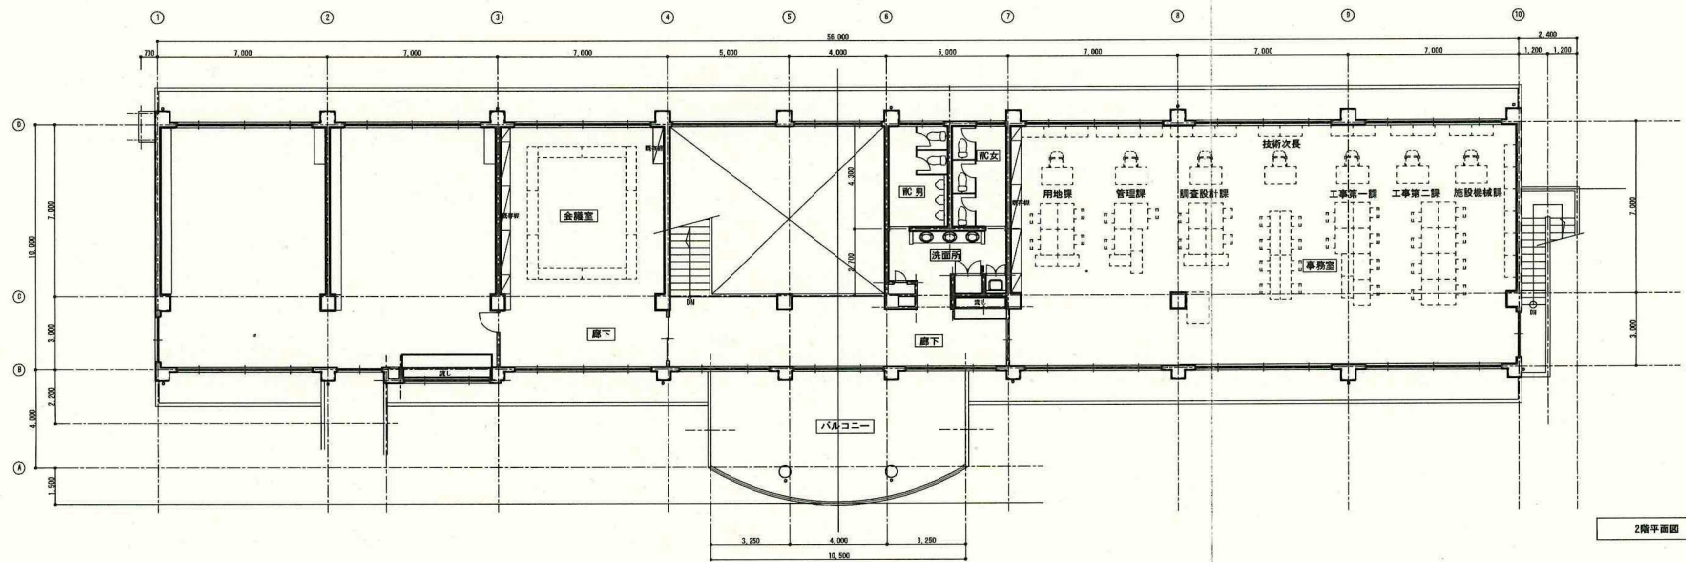 ① ② ③ ④ ⑤ ⑥ ⑦ ⑧ ⑨ ⑩
56,000
2,400
7,000 7,000 7,000 5,000 4,000 5,000 7,000 7,000 7,000 1,200 1,200
Ⓓ
技術次長
WC 女
WC 男
用地課 管理課 調査設計課 工事第一課 工事第二課 施設機械課
4,300
7,000
7,000
10,000
会議室
洗面所
事務室
2,700
Ⓒ
DN
流し
DN
廊下
廊下
3,000
3,000
Ⓑ
流し
2,200
4,000
バルコニー
Ⓐ
1,500
2階平面図
3,250 4,000
10,500